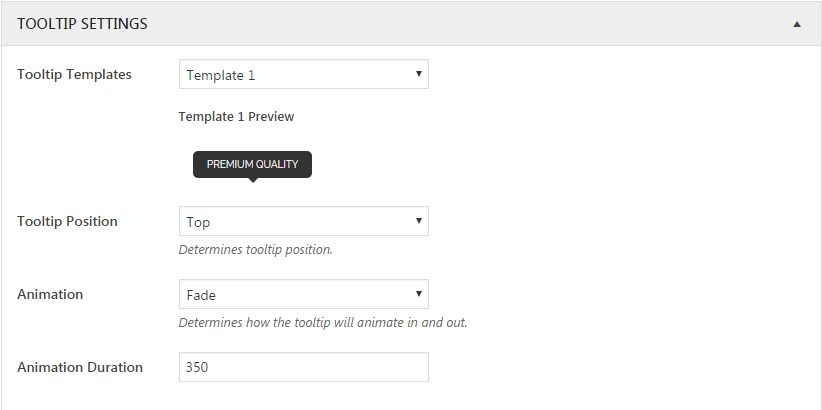 TOOLTIP SETTINGS
Tooltip Templates
Template 1
Template 1 Preview
PREMIUM QUALITY
Tooltip Position
Top
Determines tooltip position.
Animation
Fade
Determines how the tooltip will animate in and out.
Animation Duration
350